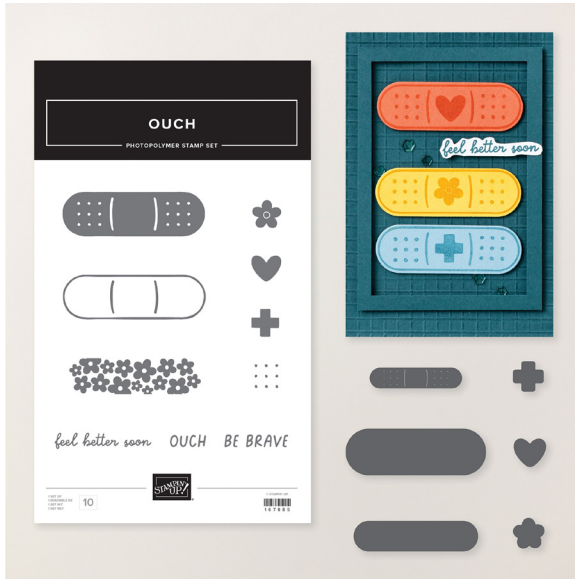 OUCH
PHOTOPOLYMER STAMP SET
feel better soon
feel better soon OUCH BE BRAVE
STAMPIN' UP!
10